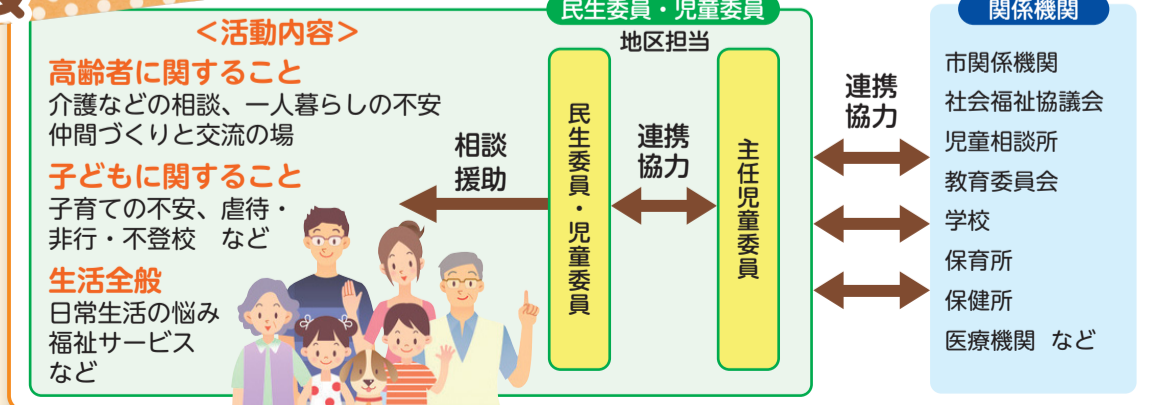 民生委員・児童委員
<活動内容>
地区担当
高齢者に関すること
介護などの相談、一人暮らしの不安
仲間づくりと交流の場
子どもに関すること
子育ての不安、虐待・
非行・不登校　など
生活全般
日常生活の悩み
福祉サービス
など
相談
援助
民生委員・児童委員
連携
協力
主任児童委員
連携
協力
関係機関
市関係機関
社会福祉協議会
児童相談所
教育委員会
学校
保育所
保健所
医療機関　など